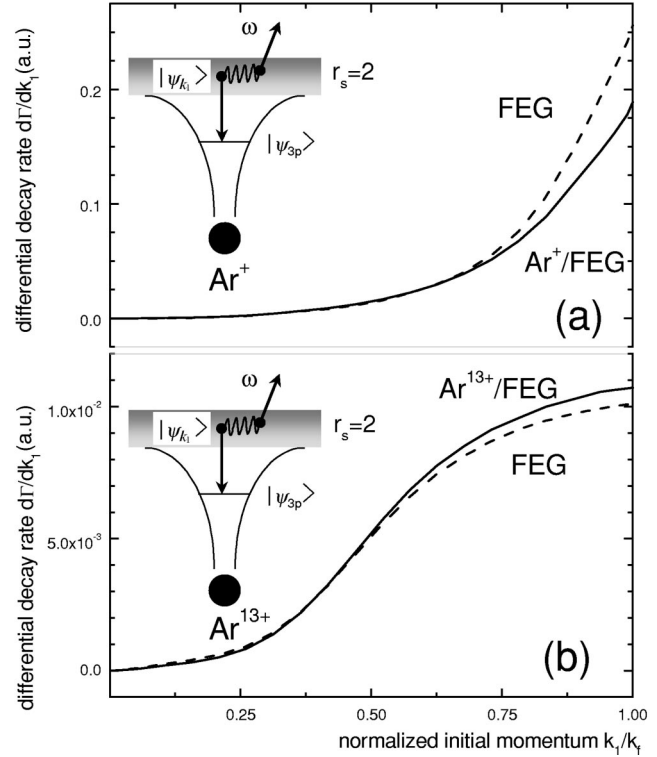 differential decay rate dΓ/dk₁(a.u.)
0.2
0.1
0.0
ω
|ψₖ₁⟩
rₛ=2
|ψ₃ₚ⟩
Ar⁺
FEG
Ar⁺/FEG
(a)
differential decay rate dΓ/dk₁(a.u.)
1.0x10⁻²
5.0x10⁻³
0.0
ω
|ψₖ₁⟩
rₛ=2
|ψ₃ₚ⟩
Ar¹³⁺
Ar¹³⁺/FEG
FEG
(b)
0.25 0.50 0.75 1.00
normalized initial momentum k₁/k_f